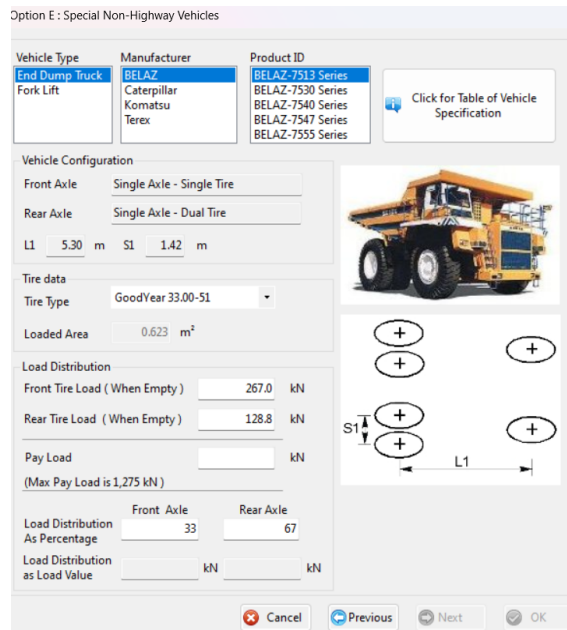 Option E : Special Non-Highway Vehicles
Vehicle Type Manufacturer Product ID
End Dump Truck BELAZ BELAZ-7513 Series
Fork Lift Caterpillar BELAZ-7530 Series
Komatsu BELAZ-7540 Series
Terex BELAZ-7547 Series
BELAZ-7555 Series
Click for Table of Vehicle
Specification
Vehicle Configuration
Front Axle Single Axle - Single Tire
Rear Axle Single Axle - Dual Tire
L1 5.30 m S1 1.42 m
Tire data
Tire Type GoodYear 33.00-51
Loaded Area 0.623 m²
Load Distribution
Front Tire Load ( When Empty ) 267.0 kN
Rear Tire Load ( When Empty ) 128.8 kN
Pay Load kN
(Max Pay Load is 1,275 kN )
Front Axle Rear Axle
Load Distribution
As Percentage 33 67
Load Distribution
as Load Value kN kN
S1
L1
Cancel Previous Next OK